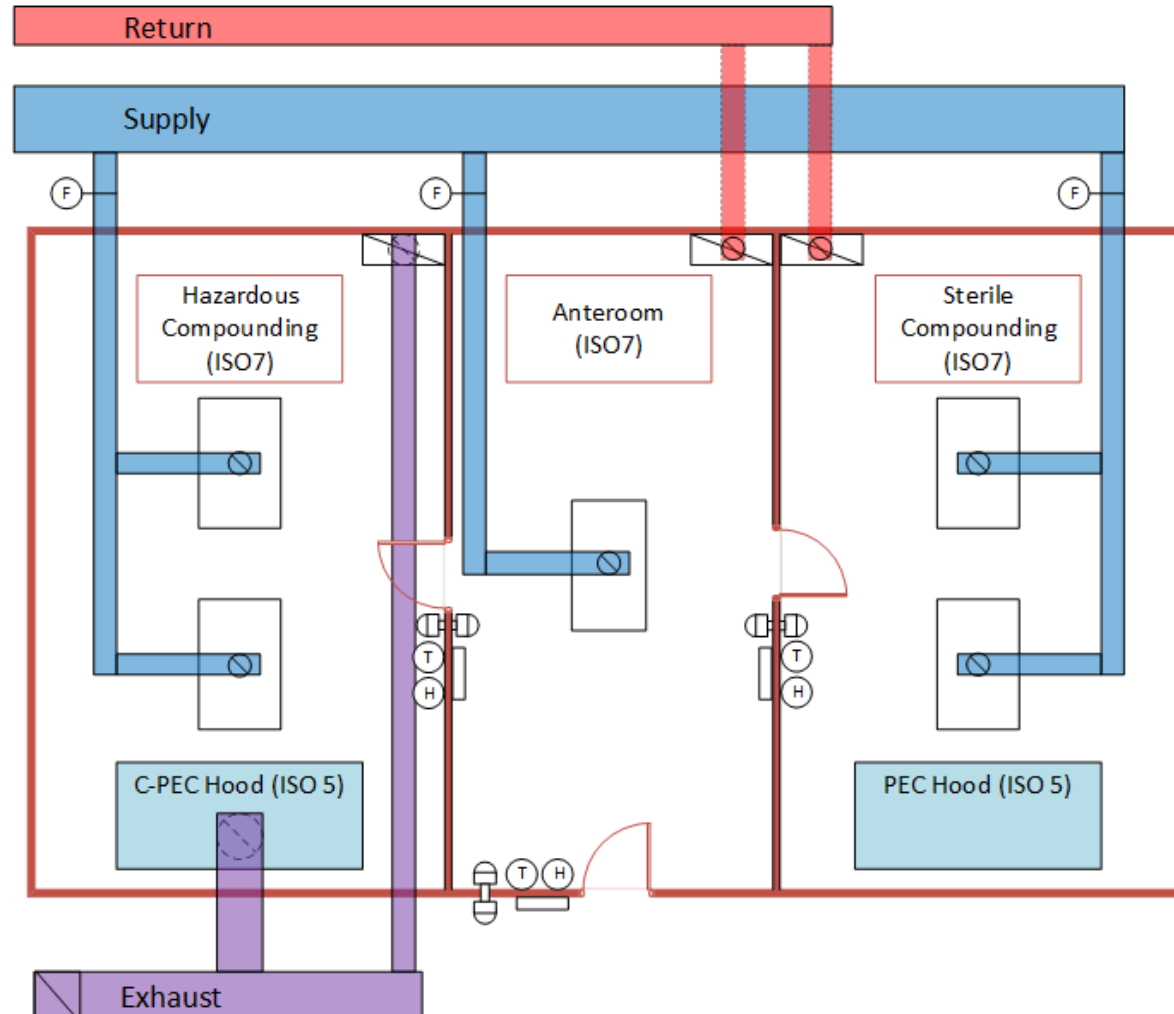 Return
Supply
F
F
F
Hazardous
Compounding
(ISO7)
Anteroom
(ISO7)
Sterile
Compounding
(ISO7)
T
H
T
H
C-PEC Hood (ISO 5)
PEC Hood (ISO 5)
T
H
Exhaust